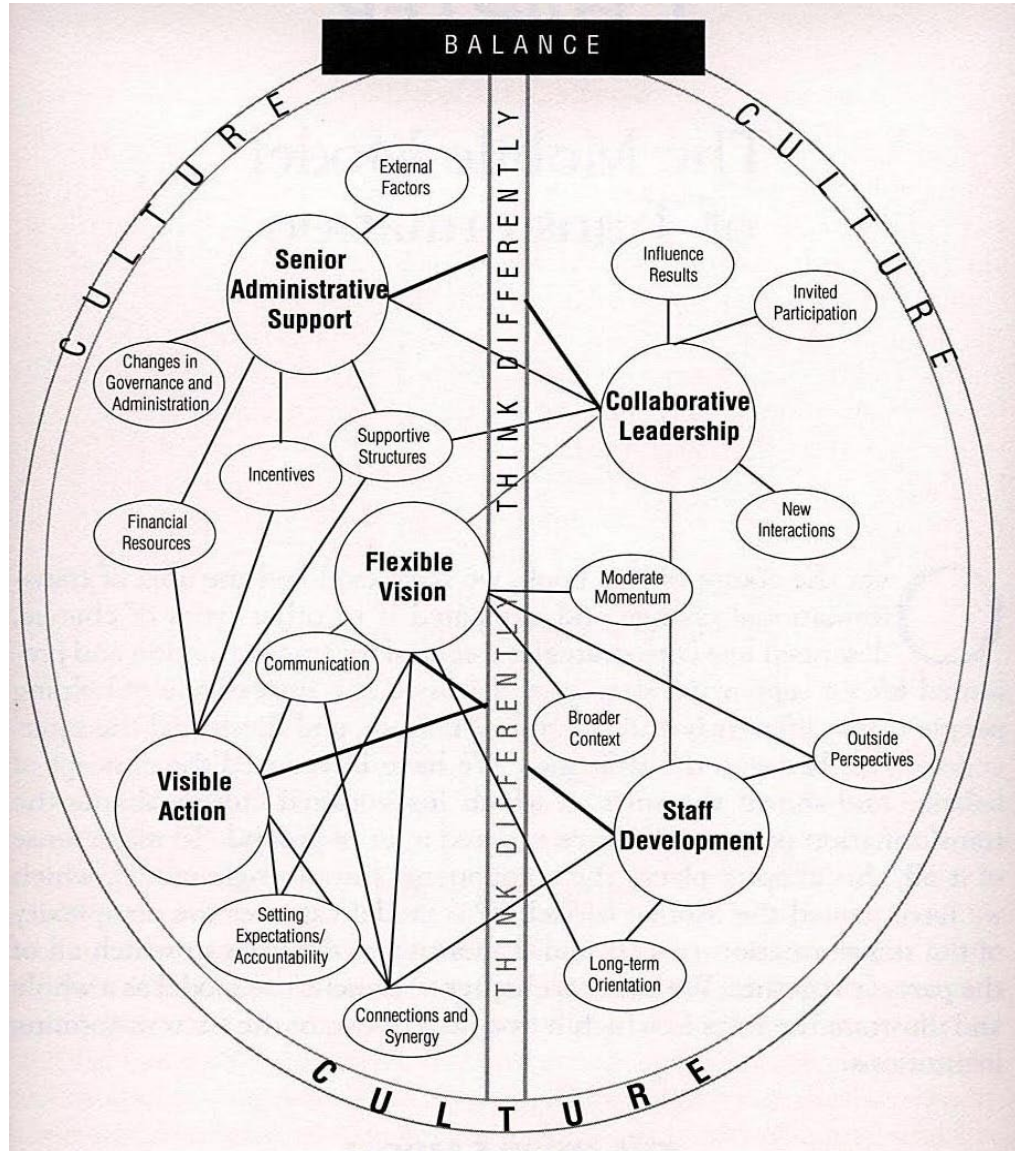 BALANCE
CULTURE
CULTURE
THINK DIFFERENTLY
External
Factors
Senior
Administrative
Support
Influence
Results
Invited
Participation
Changes in
Governance and
Administration
Collaborative
Leadership
Supportive
Structures
Incentives
New
Interactions
Financial
Resources
Flexible
Vision
Moderate
Momentum
THINK DIFFERENTLY
Communication
Broader
Context
Outside
Perspectives
Visible
Action
Staff
Development
Setting
Expectations/
Accountability
Long-term
Orientation
Connections and
Synergy
CULTURE